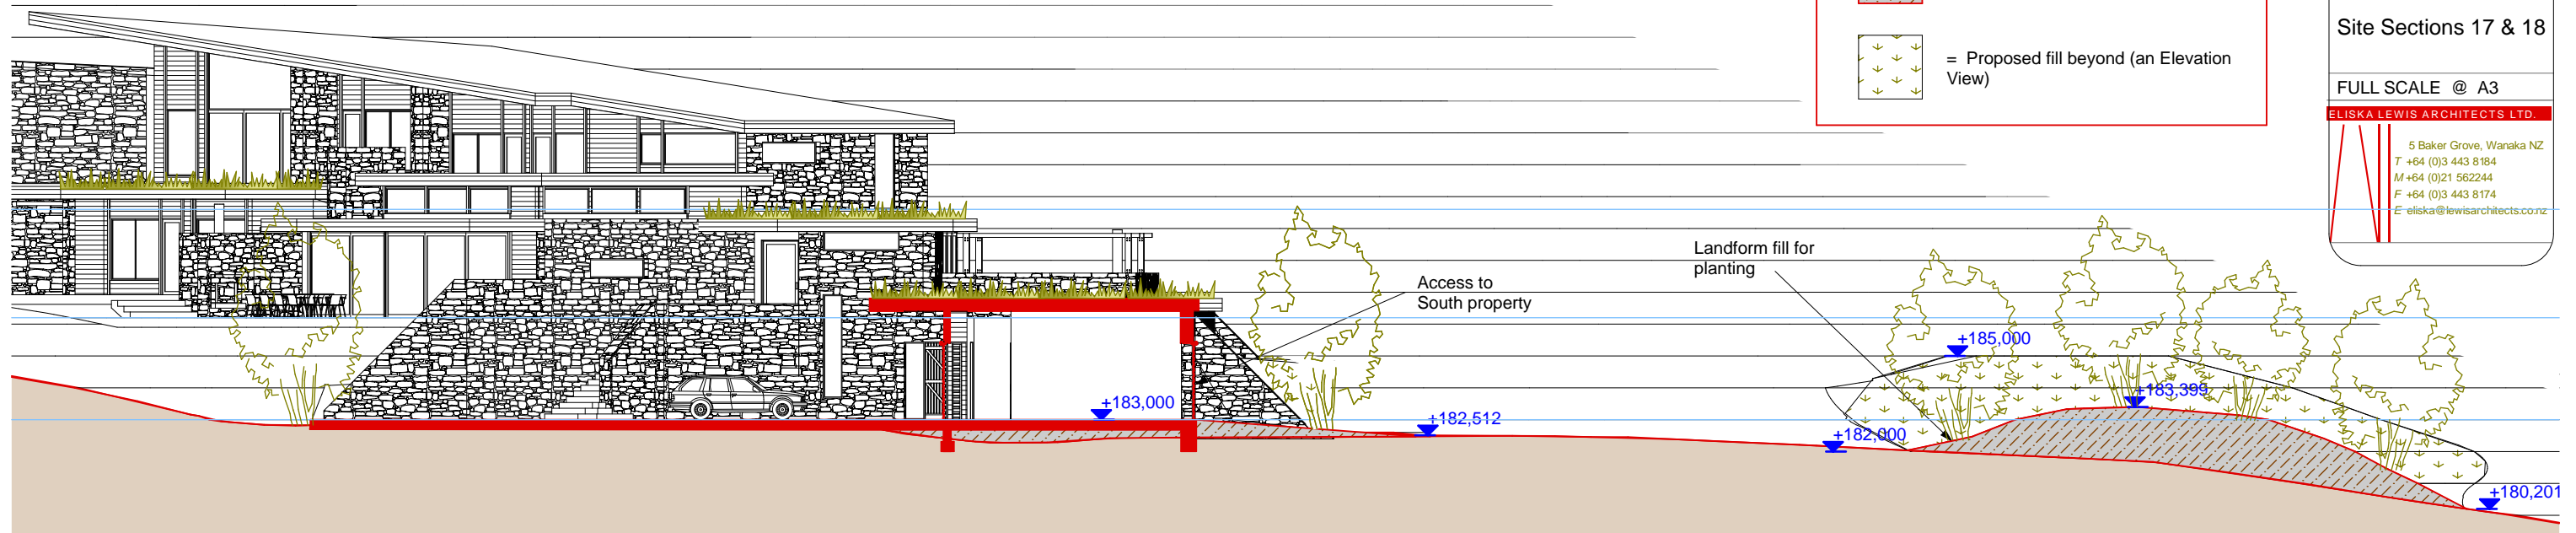 = Proposed fill beyond (an Elevation
View)
Site Sections 17 & 18
FULL SCALE @ A3
ELISKA LEWIS ARCHITECTS LTD.
5 Baker Grove, Wanaka NZ
T +64 (0)3 443 8184
M +64 (0)21 562244
F +64 (0)3 443 8174
E eliska@lewisarchitects.co.nz
Landform fill for
planting
Access to
South property
+185,000
+183,399
+183,000
+182,512
+182,000
+180,201